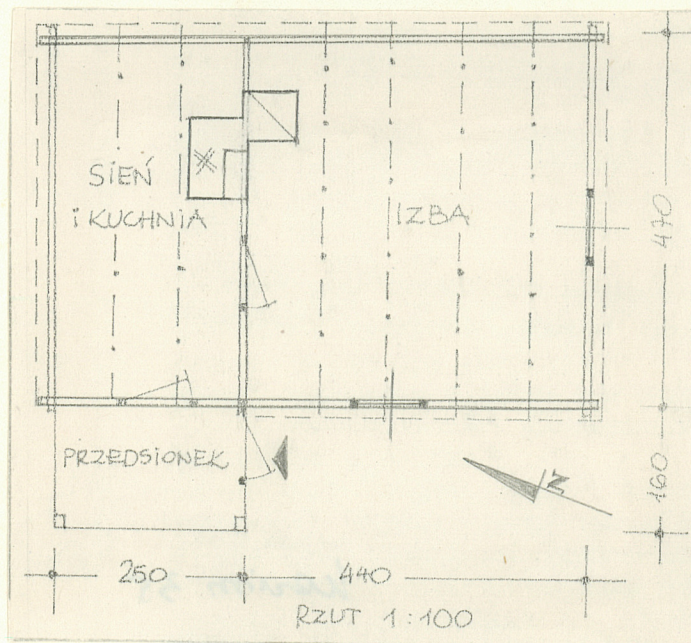 SIEŃ
i KUCHNIA
IZBA
470
PRZEDSIONEK
160
N
250
440
RZUT 1:100